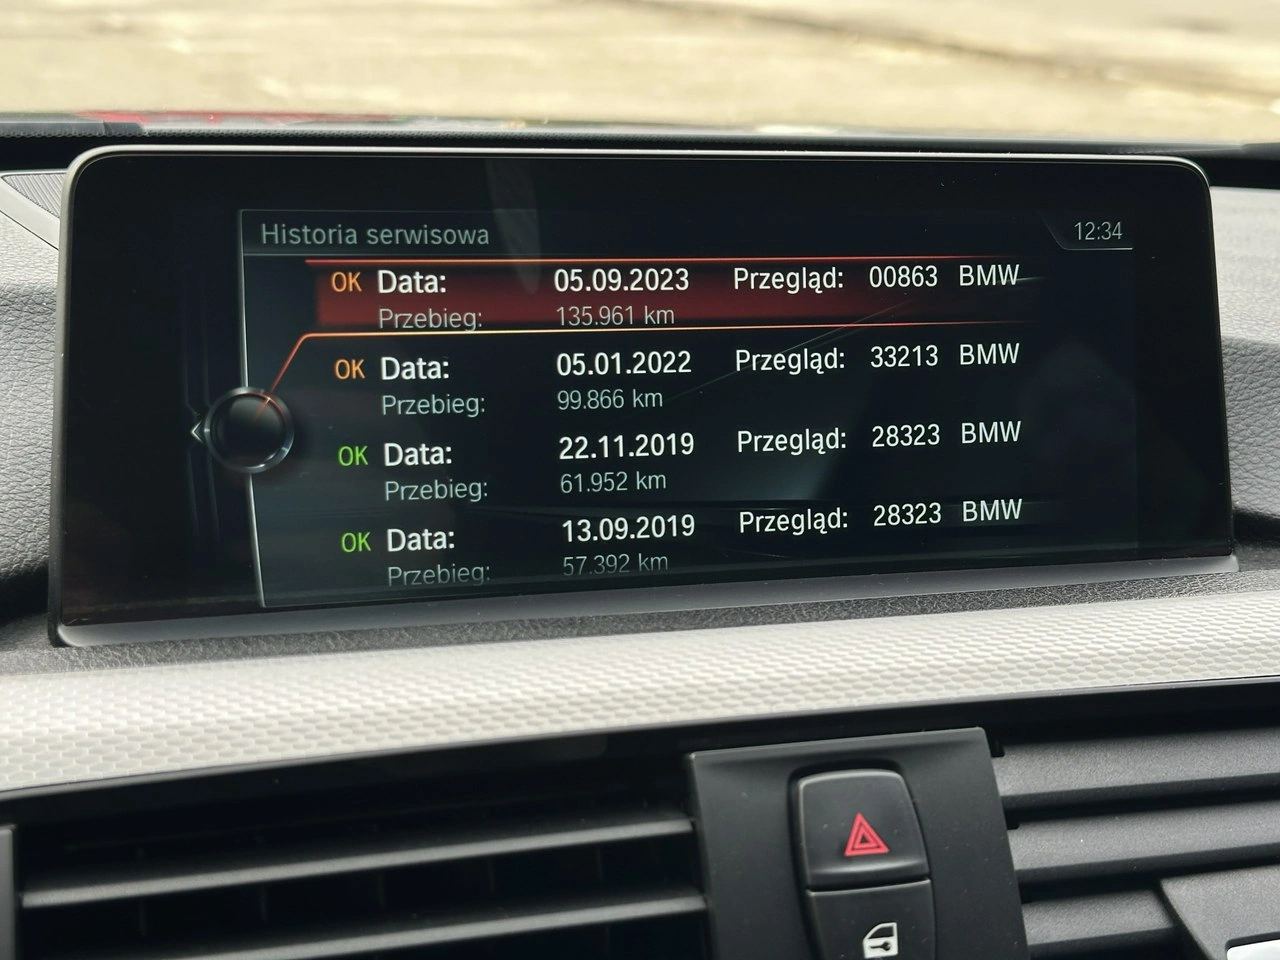 Historia serwisowa 12:34
OK Data: 05.09.2023 Przegląd: 00863 BMW
Przebieg: 135.961 km
OK Data: 05.01.2022 Przegląd: 33213 BMW
Przebieg: 99.866 km
OK Data: 22.11.2019 Przegląd: 28323 BMW
Przebieg: 61.952 km
OK Data: 13.09.2019 Przegląd: 28323 BMW
Przebieg: 57.392 km